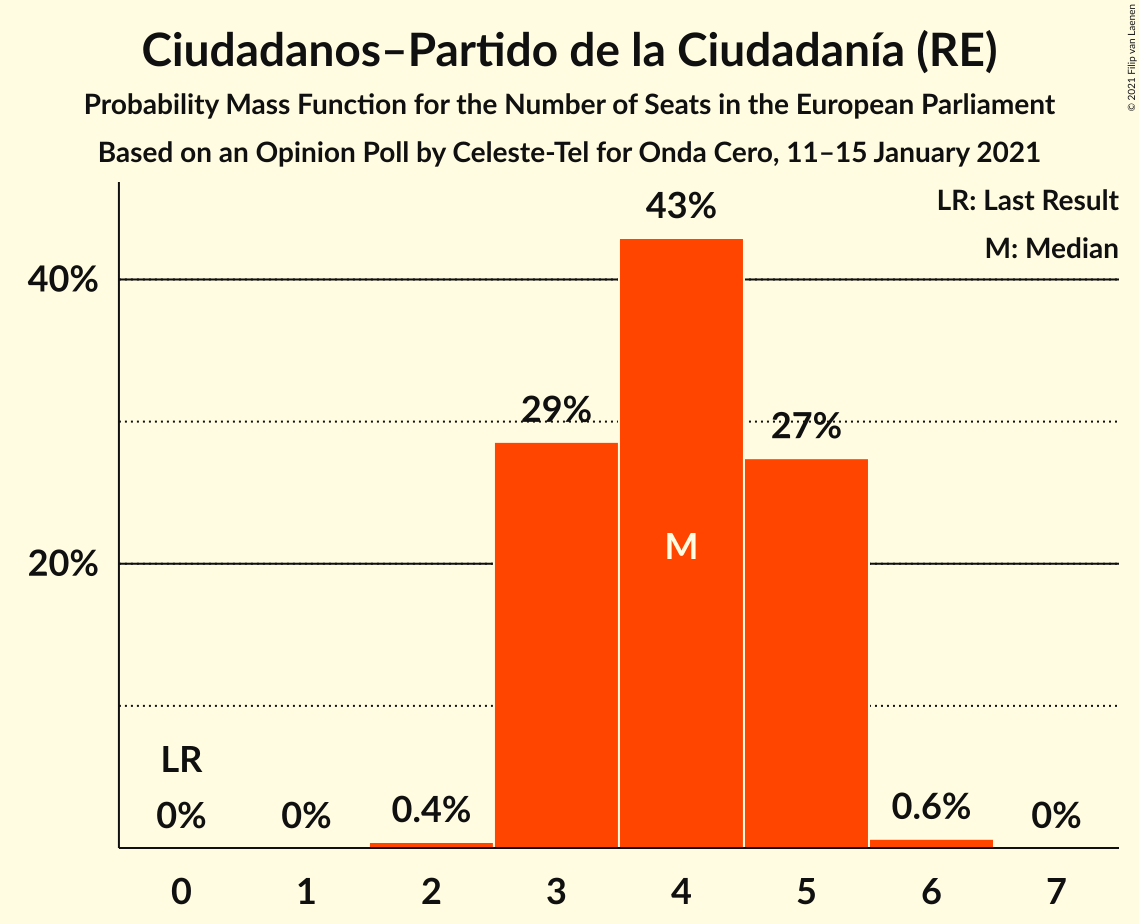 Ciudadanos–Partido de la Ciudadanía (RE)
Probability Mass Function for the Number of Seats in the European Parliament
Based on an Opinion Poll by Celeste-Tel for Onda Cero, 11–15 January 2021
© 2021 Filip van Laenen
LR: Last Result
M: Median
43%
40%
29%
27%
M
20%
LR
0%
0%
0.4%
0.6%
0%
0 1 2 3 4 5 6 7